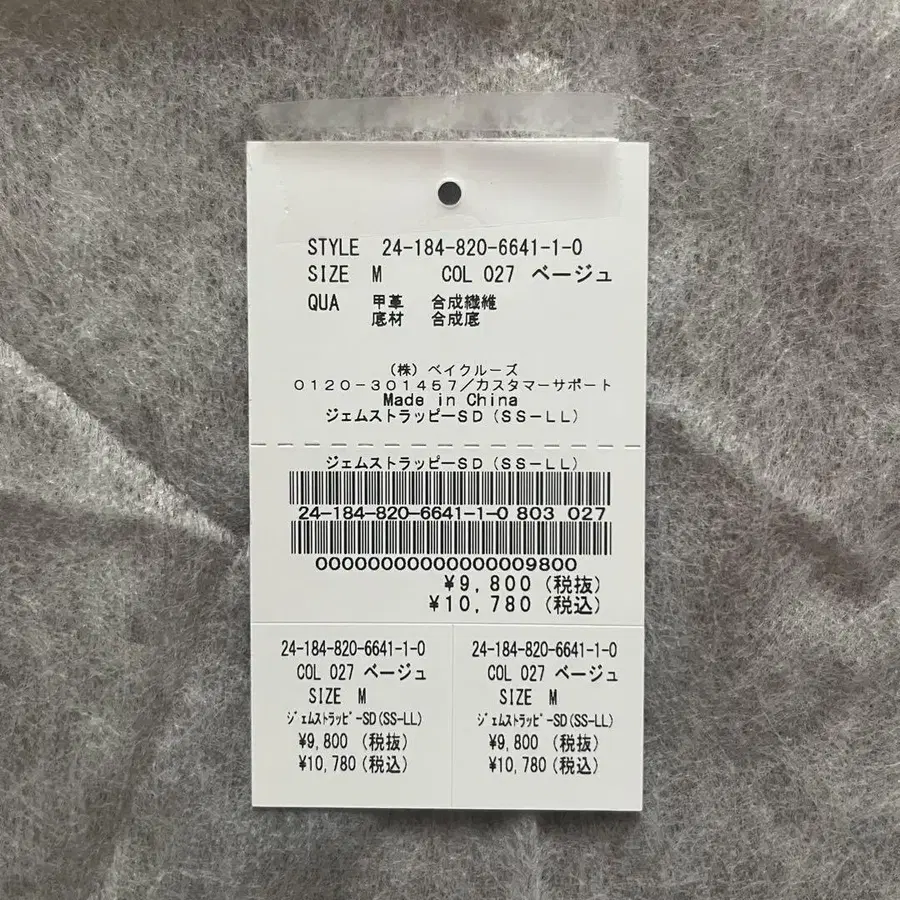 STYLE 24-184-820-6641-1-0
SIZE M COL 027 ベージュ
QUA 甲革 合成繊維
底材 合成底
(株) ベイクルーズ
0120-301457/カスタマーサポート
Made in China
ジェムストラッピーSD(SS-LL)
ジェムストラッピーSD(SS-LL)
24-184-820-6641-1-0 803 027
000000000000000009800
¥9,800(税抜)
¥10,780(税込)
24-184-820-6641-1-0
COL 027 ベージュ
SIZE M
ジェムストラッピーSD(SS-LL)
¥9,800 (税抜)
¥10,780(税込)
24-184-820-6641-1-0
COL 027 ベージュ
SIZE M
ジェムストラッピーSD(SS-LL)
¥9,800 (税抜)
¥10,780(税込)